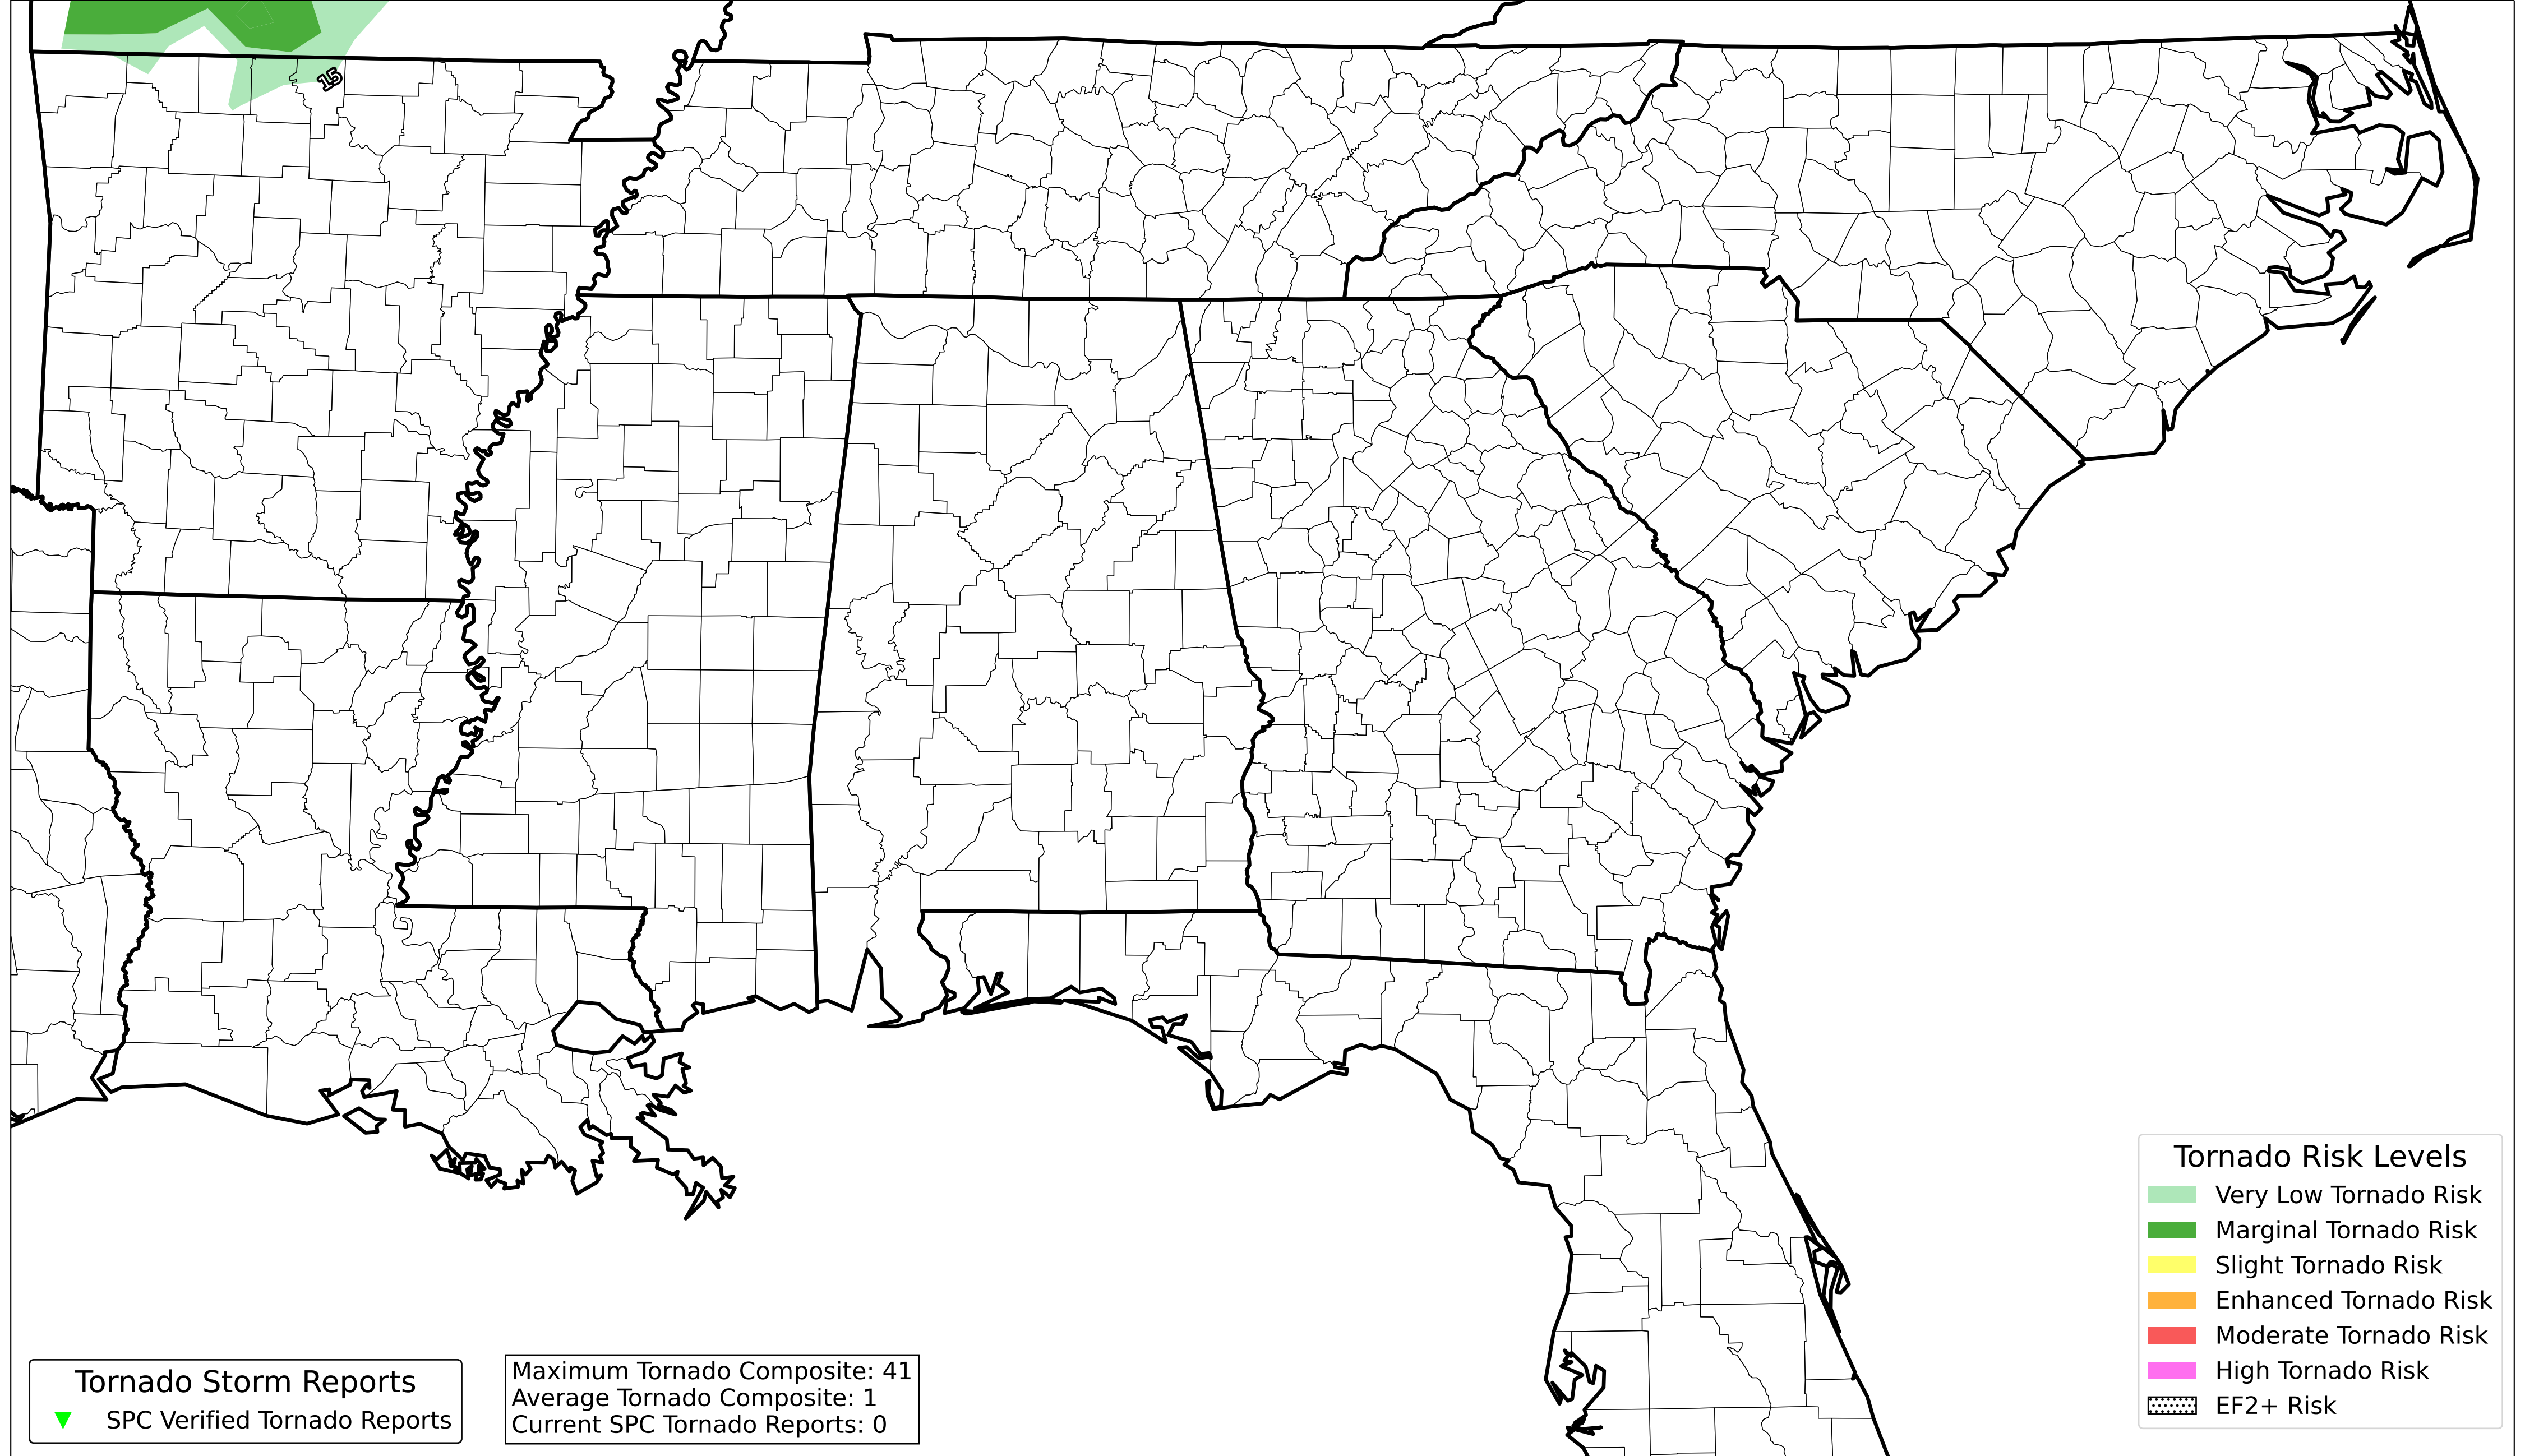 15
Tornado Risk Levels
Very Low Tornado Risk
Marginal Tornado Risk
Slight Tornado Risk
Enhanced Tornado Risk
Moderate Tornado Risk
High Tornado Risk
EF2+ Risk
Tornado Storm Reports
SPC Verified Tornado Reports
Maximum Tornado Composite: 41
Average Tornado Composite: 1
Current SPC Tornado Reports: 0